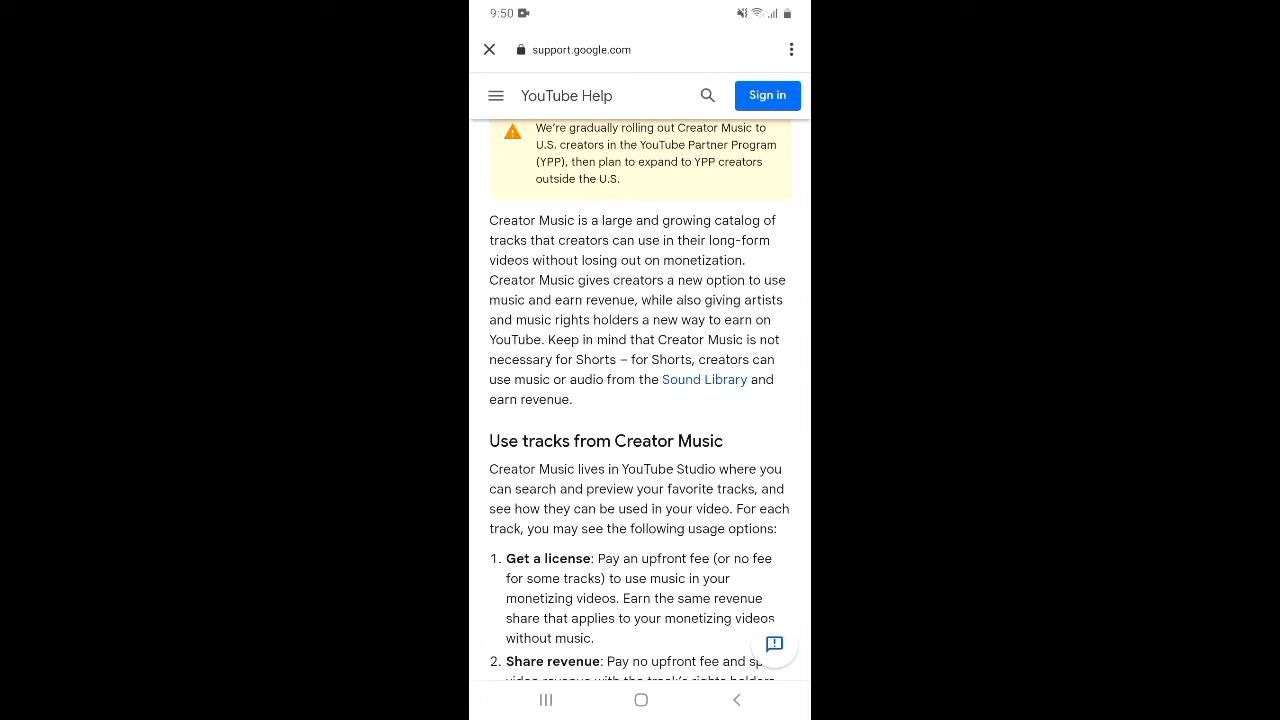 9:50
support.google.com
YouTube Help
Sign in
We're gradually rolling out Creator Music to
U.S. creators in the YouTube Partner Program
(YPP), then plan to expand to YPP creators
outside the U.S.
Creator Music is a large and growing catalog of
tracks that creators can use in their long-form
videos without losing out on monetization.
Creator Music gives creators a new option to use
music and earn revenue, while also giving artists
and music rights holders a new way to earn on
YouTube. Keep in mind that Creator Music is not
necessary for Shorts – for Shorts, creators can
use music or audio from the Sound Library and
earn revenue.
Use tracks from Creator Music
Creator Music lives in YouTube Studio where you
can search and preview your favorite tracks, and
see how they can be used in your video. For each
track, you may see the following usage options:
1. Get a license: Pay an upfront fee (or no fee
for some tracks) to use music in your
monetizing videos. Earn the same revenue
share that applies to your monetizing videos
without music.
2. Share revenue: Pay no upfront fee and
video revenue with the track's rights holders